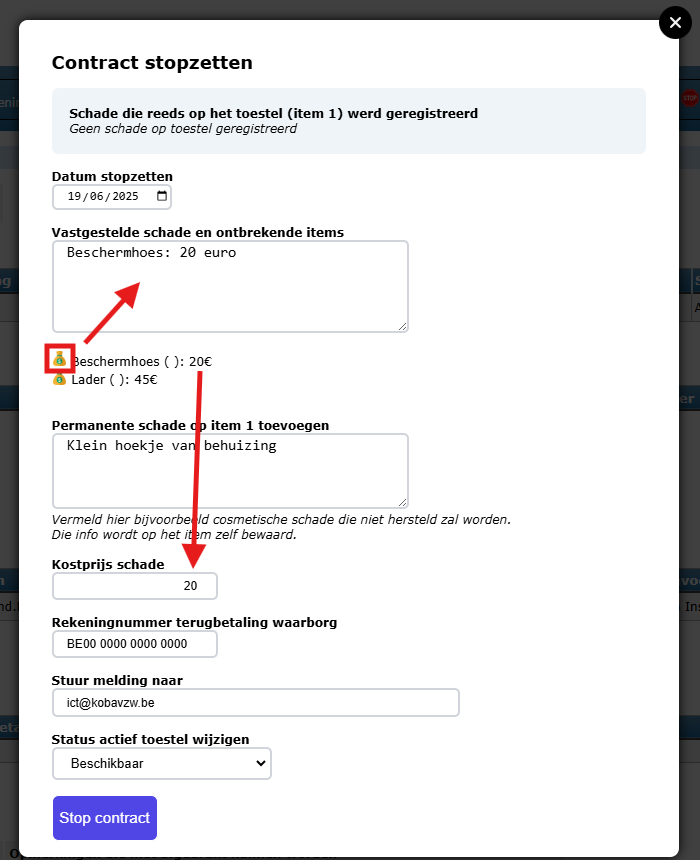 Contract stopzetten
Schade die reeds op het toestel (item 1) werd geregistreerd
Geen schade op toestel geregistreerd
Datum stopzetten
19/06/2025
Vastgestelde schade en ontbrekende items
Beschermhoes: 20 euro
Beschermhoes ( ): 20€
Lader ( ): 45€
Permanente schade op item 1 toevoegen
Klein hoekje van behuizing
Vermeld hier bijvoorbeeld cosmetische schade die niet hersteld zal worden.
Die info wordt op het item zelf bewaard.
Kostprijs schade
20
Rekeningnummer terugbetaling waarborg
BE00 0000 0000 0000
Stuur melding naar
ict@kobavzw.be
Status actief toestel wijzigen
Beschikbaar
Stop contract